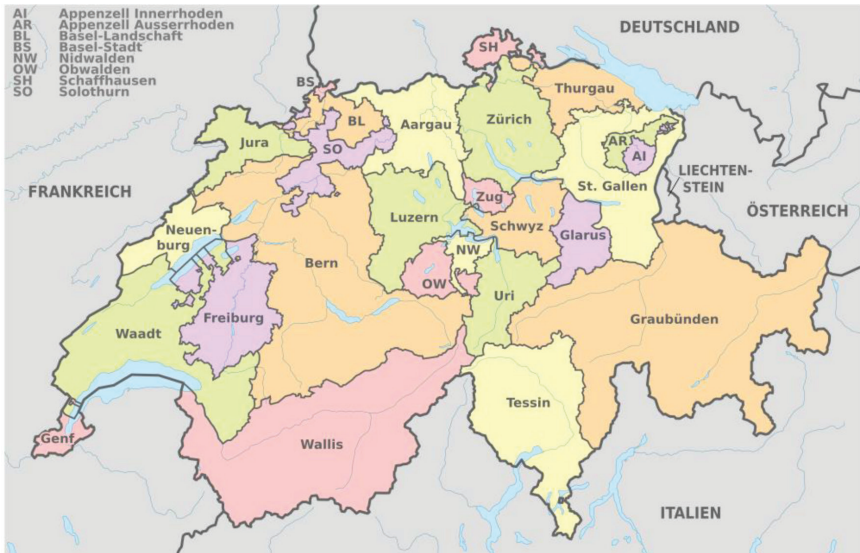 AI Appenzell Innerrhoden
AR Appenzell Ausserrhoden
BL Basel-Landschaft
BS Basel-Stadt
NW Nidwalden
OW Obwalden
SH Schaffhausen
SO Solothurn
DEUTSCHLAND
SH
BS
Thurgau
BL
Aargau
Zürich
Jura
SO
AR
AI
LIECHTEN-
STEIN
FRANKREICH
St. Gallen
Zug
Neuen-
burg
Luzern
Schwyz
Glarus
ÖSTERREICH
NW
Bern
OW
Uri
Freiburg
Graubünden
Waadt
Tessin
Genf
Wallis
ITALIEN